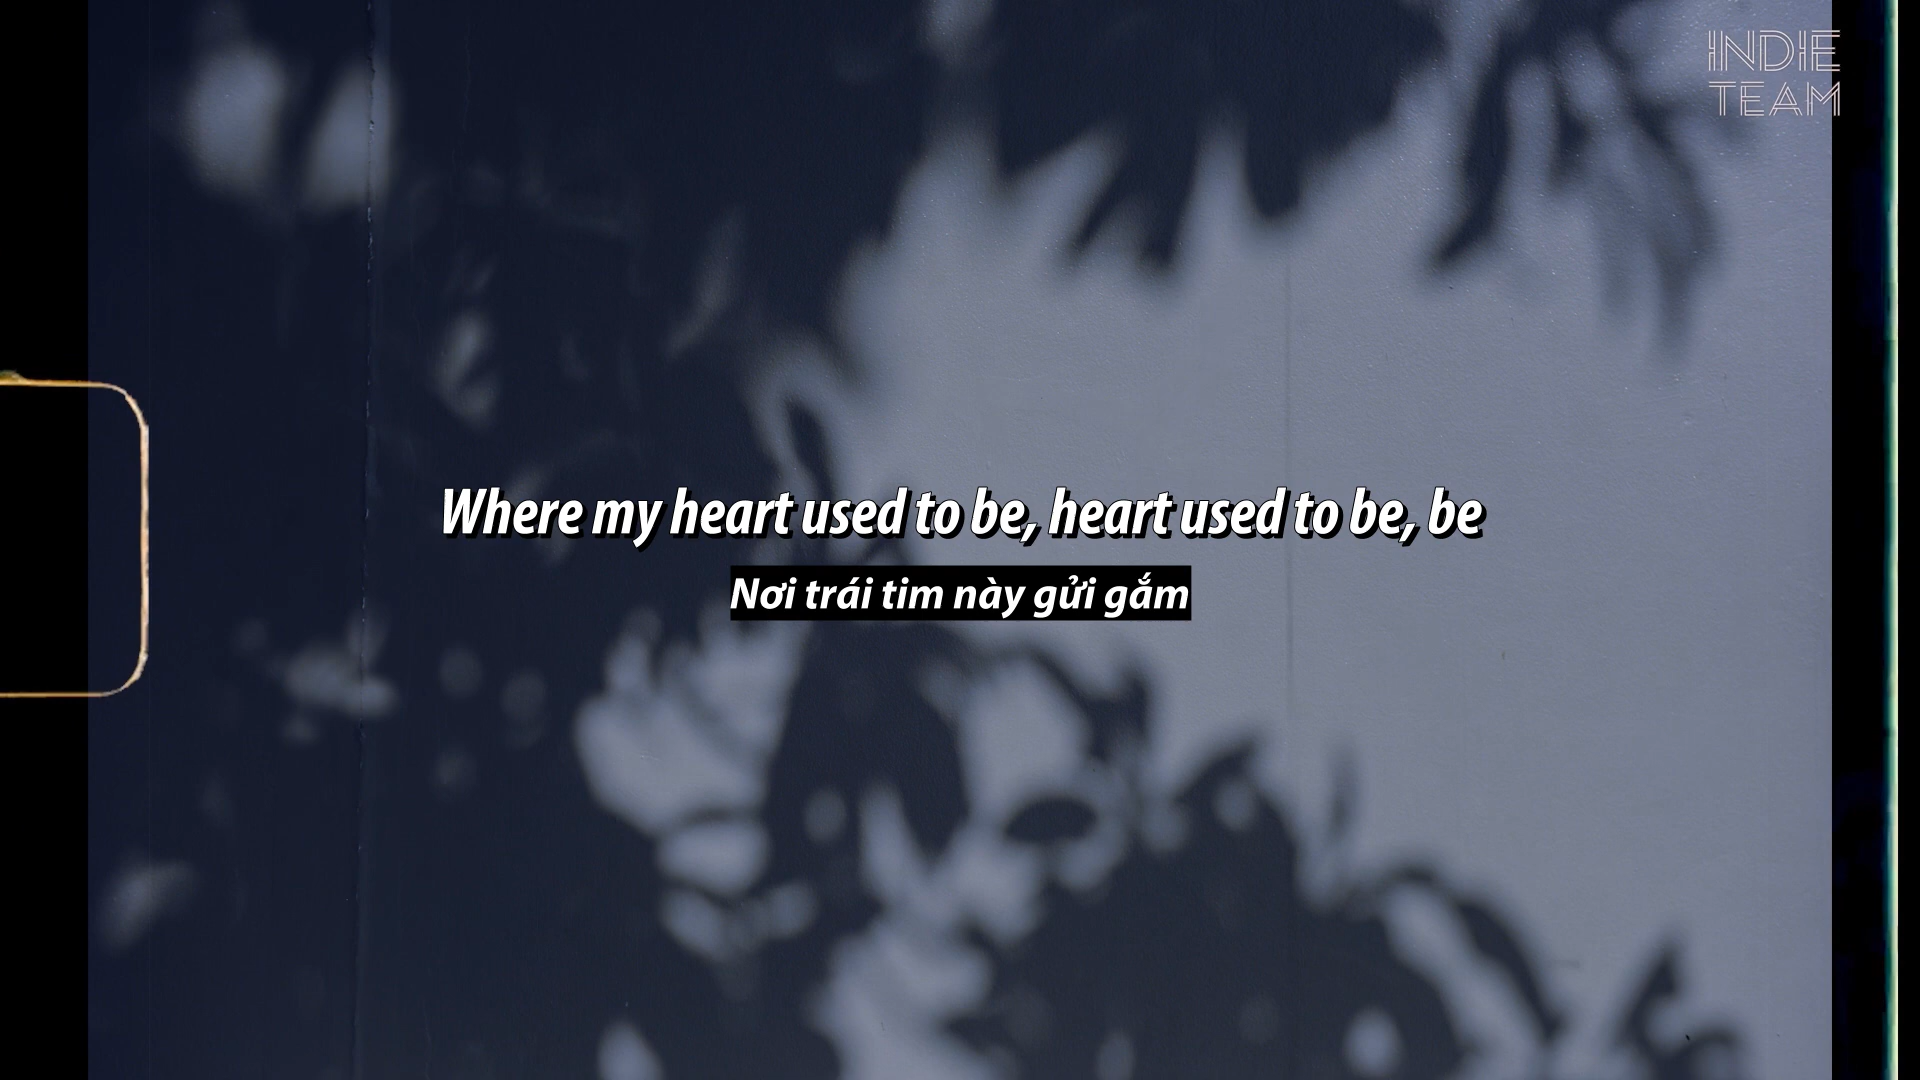 INDIE
TEAM
Where my heart used to be, heart used to be, be
Nơi trái tim này gửi gắm